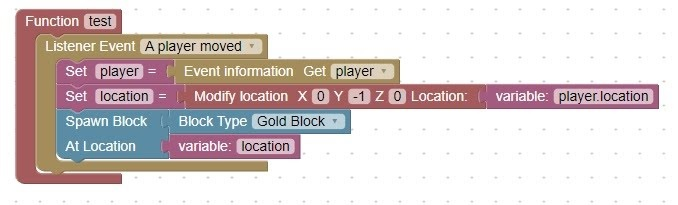 Function test
Listener Event A player moved
Set player = Event information Get player
Set location = Modify location X 0 Y -1 Z 0 Location: variable: player.location
Spawn Block Block Type Gold Block
At Location variable: location